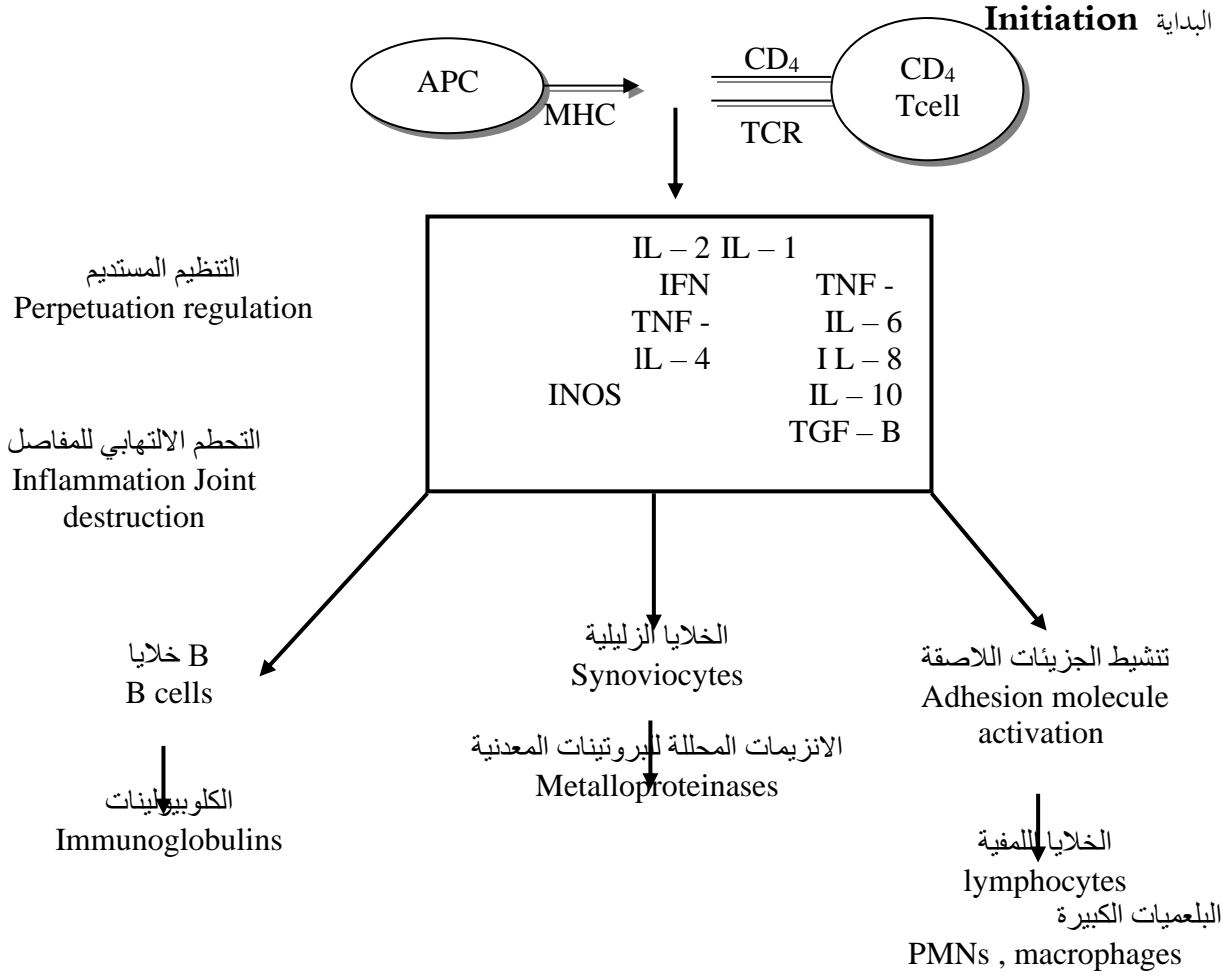 البداية Initiation
APC
MHC
CD4
TCR
CD4
Tcell
IL – 2 IL – 1
IFN TNF -
TNF - IL – 6
lL – 4 I L – 8
INOS IL – 10
TGF – B
التنظيم المستديم
Perpetuation regulation
التحطم الالتهابي للمفاصل
Inflammation Joint
destruction
خلايا B
B cells
الكلوبيولينات
Immunoglobulins
الخلايا الزليلية
Synoviocytes
الانزيمات المحللة للبروتينات المعدنية
Metalloproteinases
تنشيط الجزيئات اللاصقة
Adhesion molecule
activation
الخلايا اللمفية
lymphocytes
البلعميات الكبيرة
PMNs , macrophages